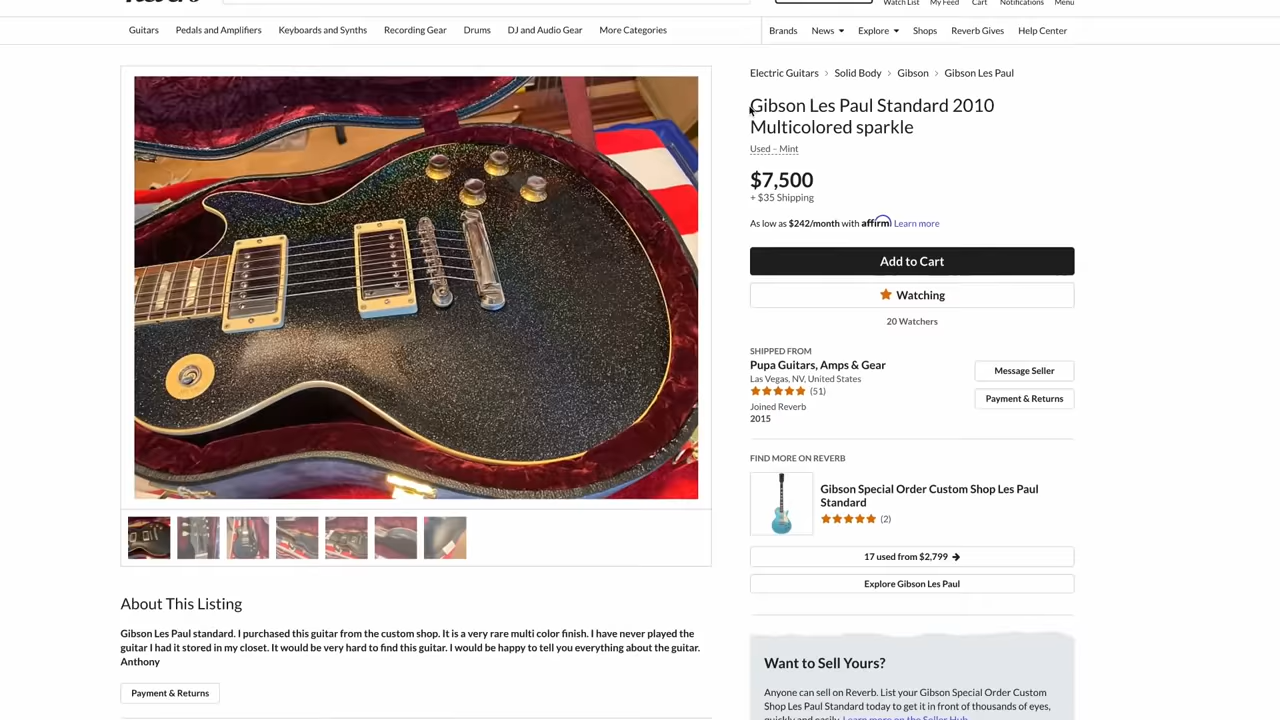 Watch List My Feed Cart Notifications Menu
Guitars Pedals and Amplifiers Keyboards and Synths Recording Gear Drums DJ and Audio Gear More Categories Brands News Explore Shops Reverb Gives Help Center
Electric Guitars > Solid Body > Gibson > Gibson Les Paul
Gibson Les Paul Standard 2010
Multicolored sparkle
Used – Mint
$7,500
+ $35 Shipping
As low as $242/month with affirm Learn more
Add to Cart
Watching
20 Watchers
SHIPPED FROM
Pupa Guitars, Amps & Gear
Las Vegas, NV, United States
(51)
Joined Reverb
2015
Message Seller
Payment & Returns
FIND MORE ON REVERB
Gibson Special Order Custom Shop Les Paul
Standard
(2)
17 used from $2,799 →
Explore Gibson Les Paul
About This Listing
Gibson Les Paul standard. I purchased this guitar from the custom shop. It is a very rare multi color finish. I have never played the
guitar I had it stored in my closet. It would be very hard to find this guitar. I would be happy to tell you everything about the guitar.
Anthony
Payment & Returns
Want to Sell Yours?
Anyone can sell on Reverb. List your Gibson Special Order Custom
Shop Les Paul Standard today to get it in front of thousands of eyes,
quickly and easily. Learn more on the Seller Hub.